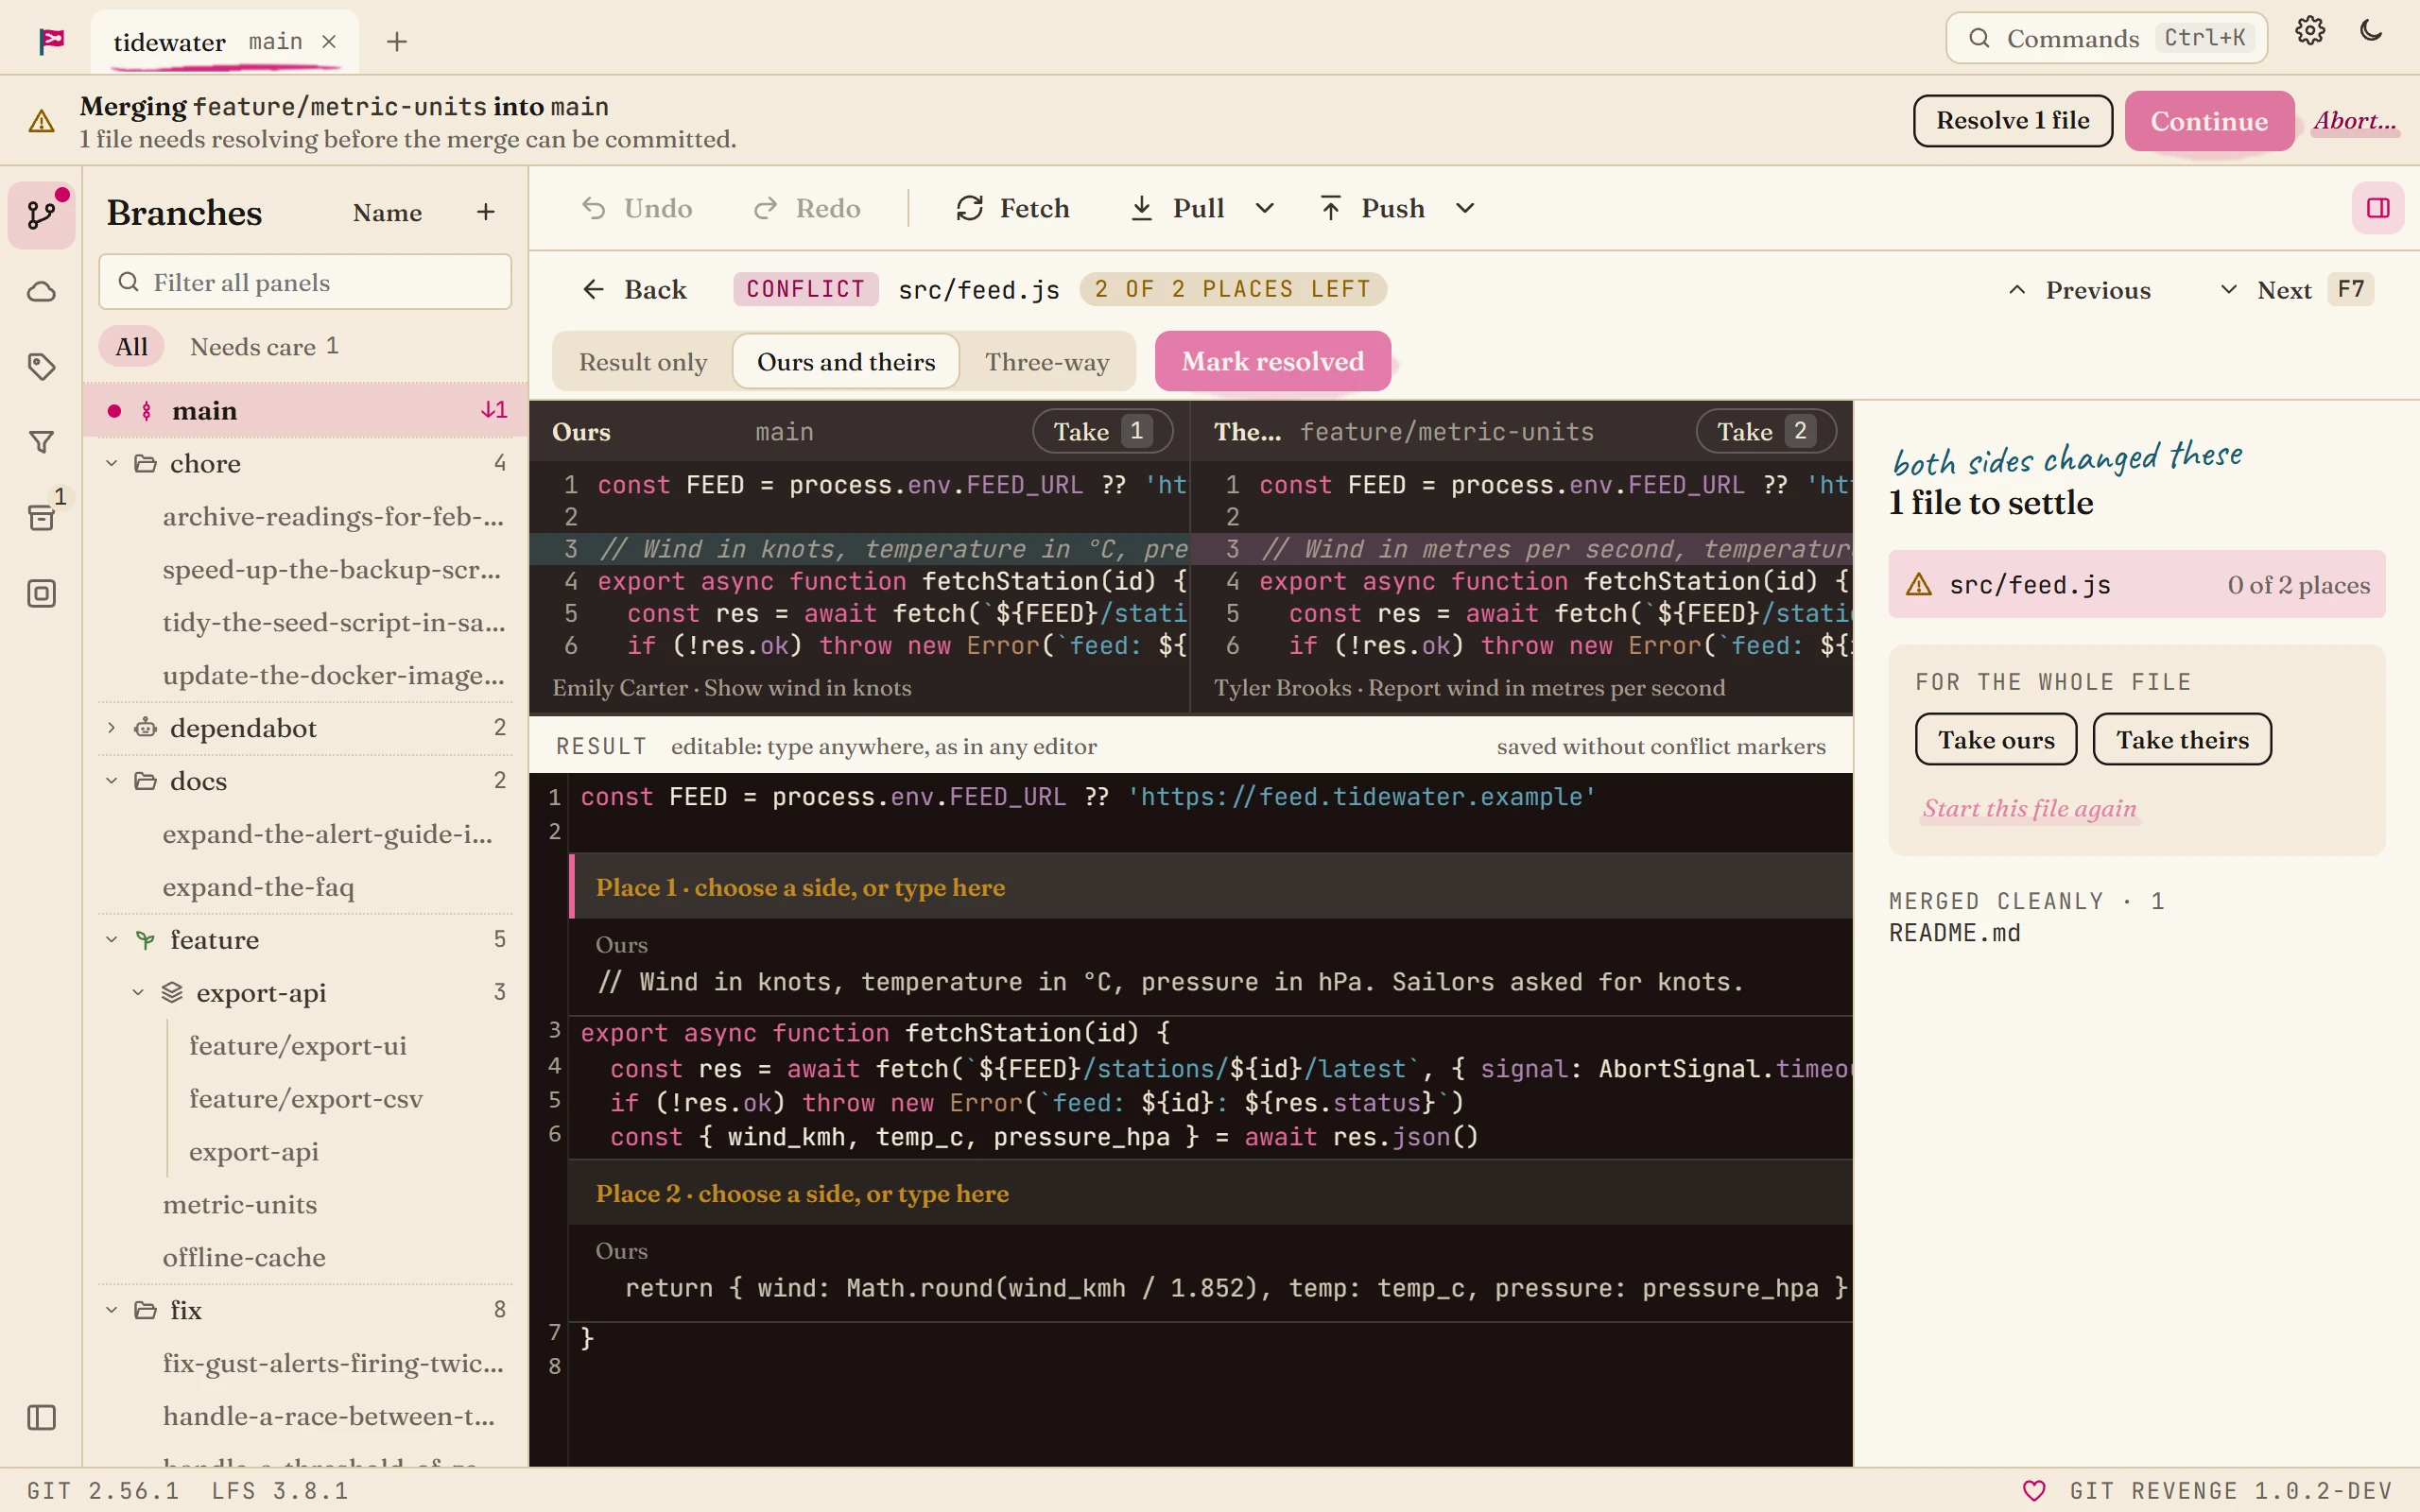 tidewater main
Commands Ctrl+K
Merging feature/metric-units into main
1 file needs resolving before the merge can be committed.
Resolve 1 file
Continue
Abort...
Branches
Name
Filter all panels
All
Needs care 1
main ↓1
chore 4
archive-readings-for-feb-...
speed-up-the-backup-scr...
tidy-the-seed-script-in-sa...
update-the-docker-image...
dependabot 2
docs 2
expand-the-alert-guide-i...
expand-the-faq
feature 5
export-api 3
feature/export-ui
feature/export-csv
export-api
metric-units
offline-cache
fix 8
fix-gust-alerts-firing-twic...
handle-a-race-between-t...
1
Undo
Redo
Fetch
Pull
Push
Back
CONFLICT
src/feed.js
2 OF 2 PLACES LEFT
Previous
Next F7
Result only
Ours and theirs
Three-way
Mark resolved
Ours main Take 1
1 const FEED = process.env.FEED_URL ?? 'ht
2
3 // Wind in knots, temperature in °C, pre
4 export async function fetchStation(id) {
5 const res = await fetch(`${FEED}/stati
6 if (!res.ok) throw new Error(`feed: ${
Emily Carter · Show wind in knots
The... feature/metric-units Take 2
1 const FEED = process.env.FEED_URL ?? 'ht
2
3 // Wind in metres per second, temperatur
4 export async function fetchStation(id) {
5 const res = await fetch(`${FEED}/stati
6 if (!res.ok) throw new Error(`feed: ${
Tyler Brooks · Report wind in metres per second
RESULT editable: type anywhere, as in any editor
saved without conflict markers
1 const FEED = process.env.FEED_URL ?? 'https://feed.tidewater.example'
2
Place 1 · choose a side, or type here
Ours
// Wind in knots, temperature in °C, pressure in hPa. Sailors asked for knots.
3 export async function fetchStation(id) {
4 const res = await fetch(`${FEED}/stations/${id}/latest`, { signal: AbortSignal.timeou
5 if (!res.ok) throw new Error(`feed: ${id}: ${res.status}`)
6 const { wind_kmh, temp_c, pressure_hpa } = await res.json()
Place 2 · choose a side, or type here
Ours
return { wind: Math.round(wind_kmh / 1.852), temp: temp_c, pressure: pressure_hpa }
7 }
8
both sides changed these
1 file to settle
src/feed.js 0 of 2 places
FOR THE WHOLE FILE
Take ours
Take theirs
Start this file again
MERGED CLEANLY · 1
README.md
GIT 2.56.1 LFS 3.8.1
GIT REVENGE 1.0.2-DEV